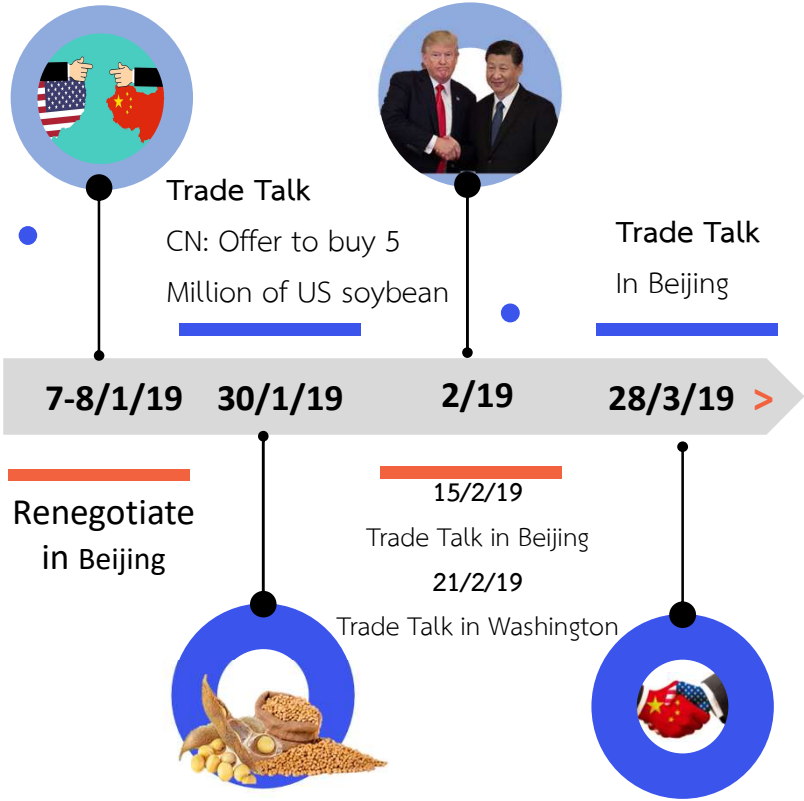 Trade Talk
CN: Offer to buy 5
Million of US soybean
Trade Talk
In Beijing
7-8/1/19
30/1/19
2/19
28/3/19 >
Renegotiate
in Beijing
15/2/19
Trade Talk in Beijing
21/2/19
Trade Talk in Washington